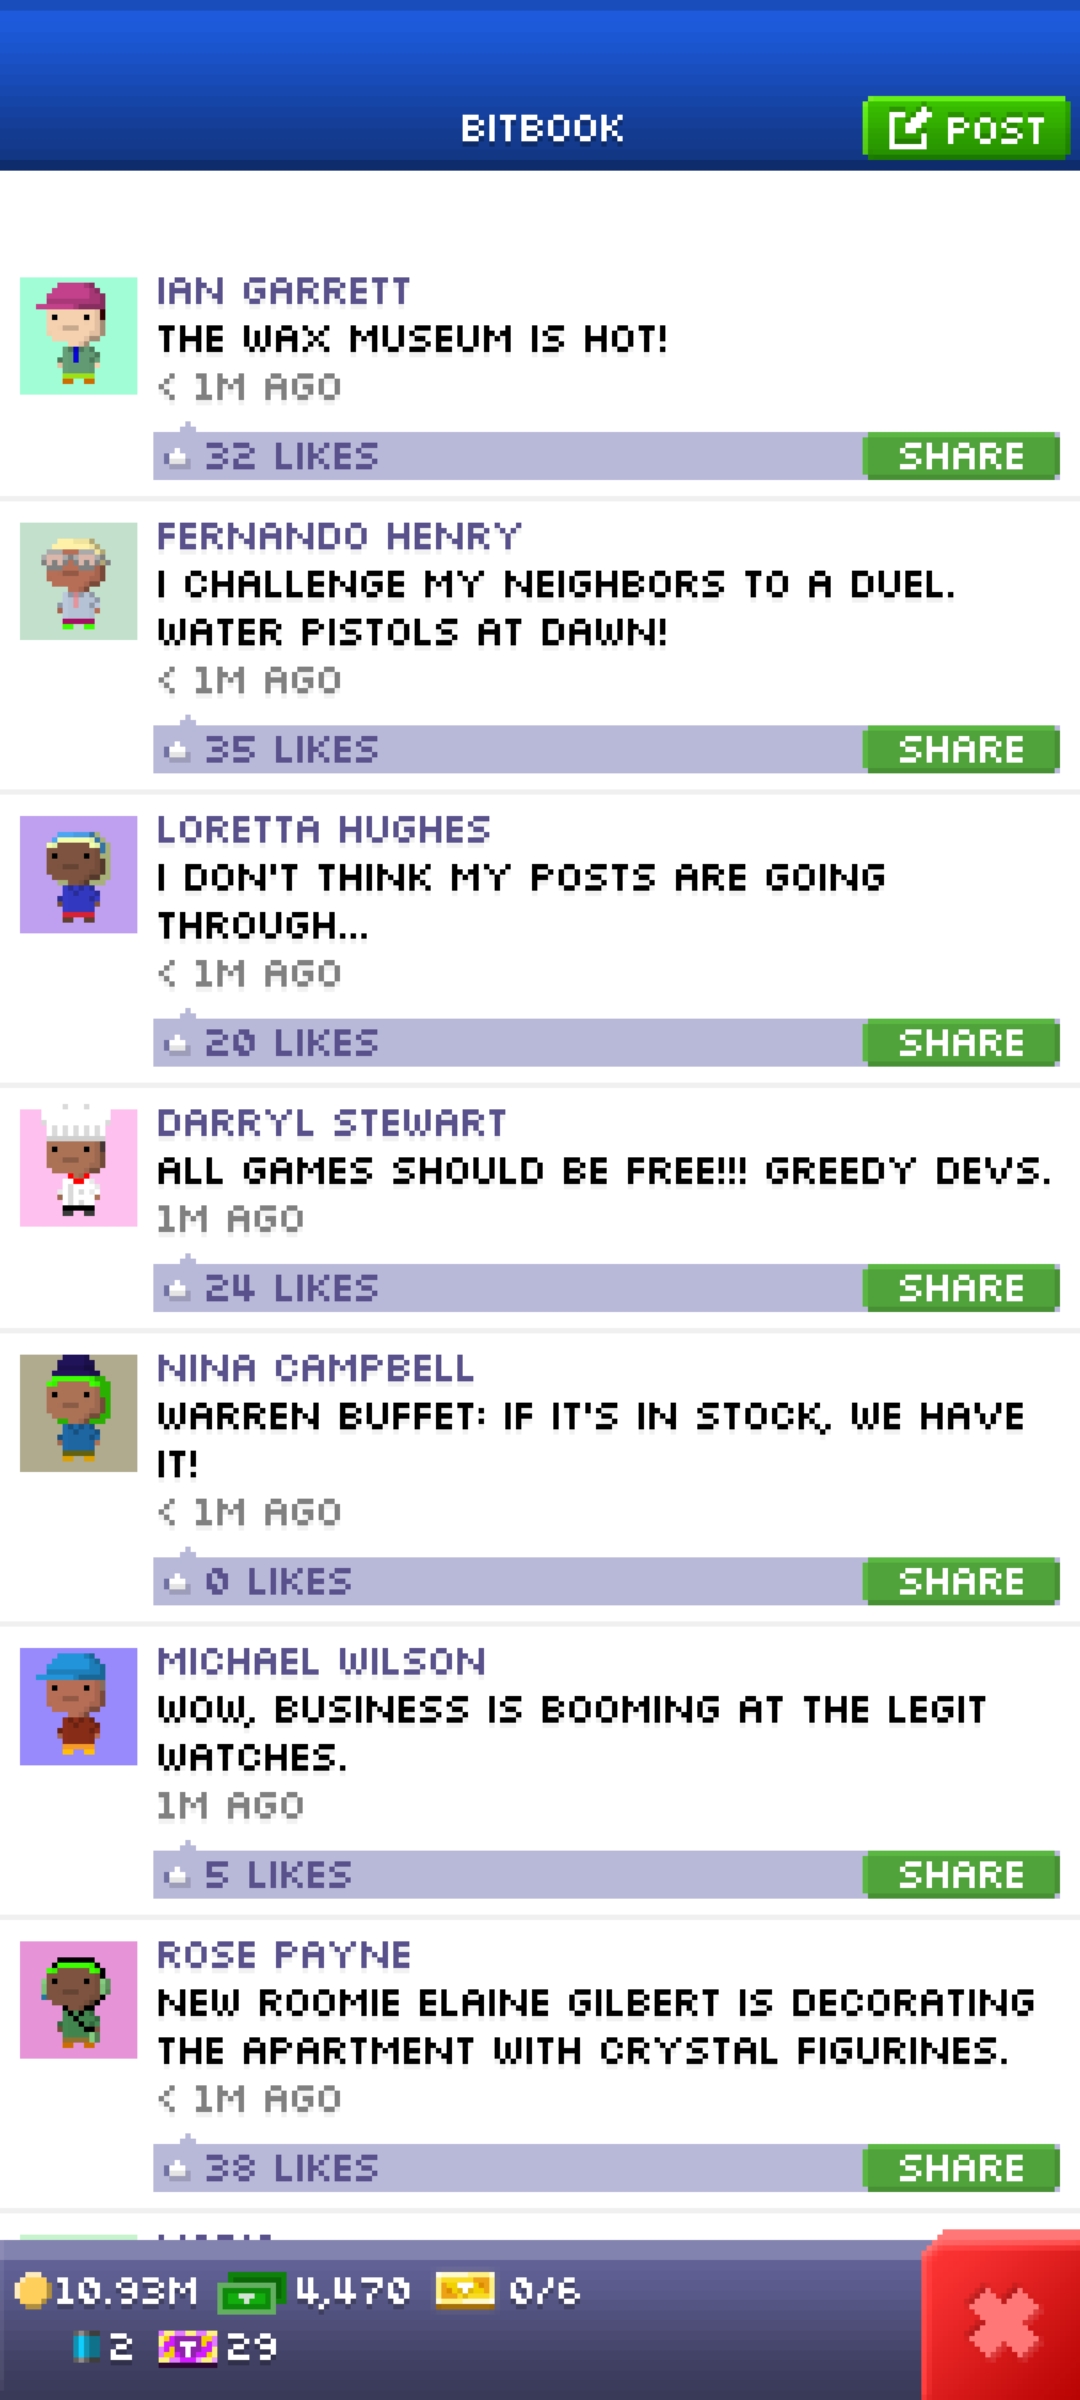 BITBOOK
POST
IAN GARRETT
THE WAX MUSEUM IS HOT!
< 1M AGO
32 LIKES
SHARE
FERNANDO HENRY
I CHALLENGE MY NEIGHBORS TO A DUEL.
WATER PISTOLS AT DAWN!
< 1M AGO
35 LIKES
SHARE
LORETTA HUGHES
I DON'T THINK MY POSTS ARE GOING
THROUGH...
< 1M AGO
20 LIKES
SHARE
DARRYL STEWART
ALL GAMES SHOULD BE FREE!!! GREEDY DEVS.
1M AGO
24 LIKES
SHARE
NINA CAMPBELL
WARREN BUFFET: IF IT'S IN STOCK, WE HAVE
IT!
< 1M AGO
0 LIKES
SHARE
MICHAEL WILSON
WOW, BUSINESS IS BOOMING AT THE LEGIT
WATCHES.
1M AGO
5 LIKES
SHARE
ROSE PAYNE
NEW ROOMIE ELAINE GILBERT IS DECORATING
THE APARTMENT WITH CRYSTAL FIGURINES.
< 1M AGO
38 LIKES
SHARE
10.93M 4,470 0/6
2 T 29